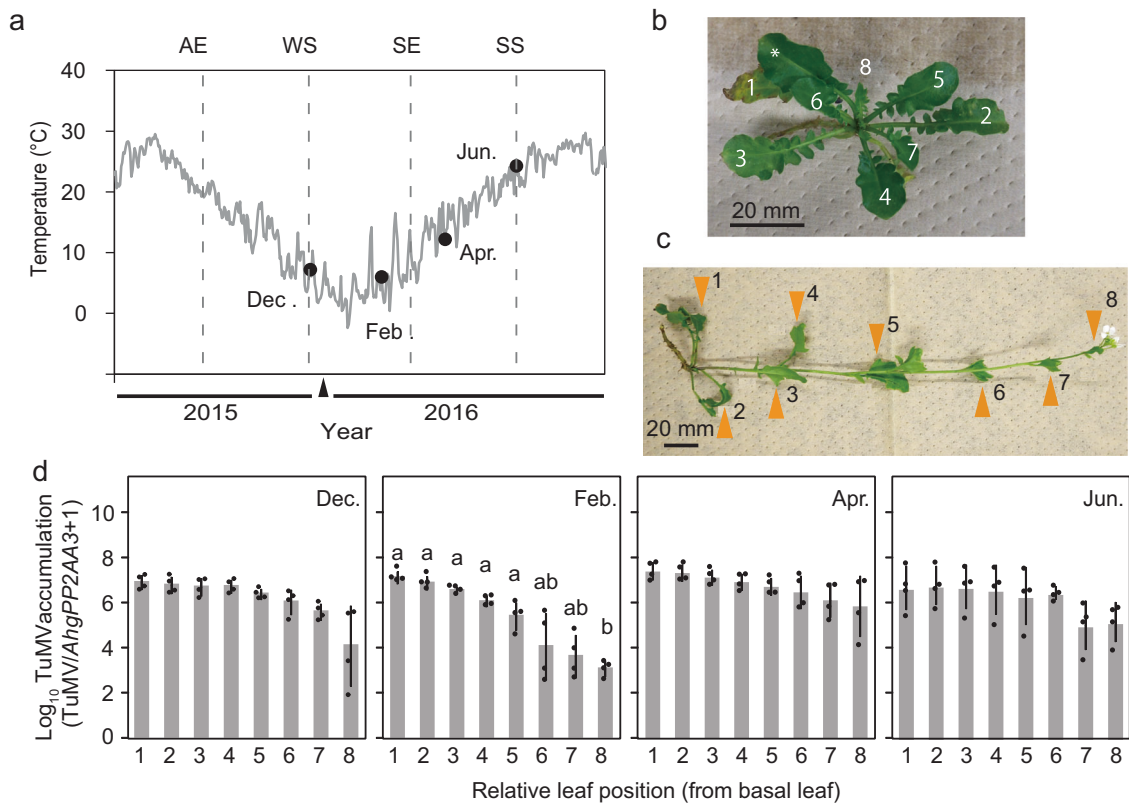 a
AE WS SE SS
40
30
20
10
0
Temperature (°C)
Dec .
Feb .
Apr.
Jun.
2015 2016
Year
b
*
1
2
3
4
5
6
7
8
20 mm
c
1
2
3
4
5
6
7
8
20 mm
d
Log10 TuMVaccumulation
(TuMV/AhgPP2AA3+1)
10
8
6
4
2
0
Dec.
1 2 3 4 5 6 7 8
Feb.
a a a a a ab ab b
1 2 3 4 5 6 7 8
Apr.
1 2 3 4 5 6 7 8
Jun.
1 2 3 4 5 6 7 8
Relative leaf position (from basal leaf)